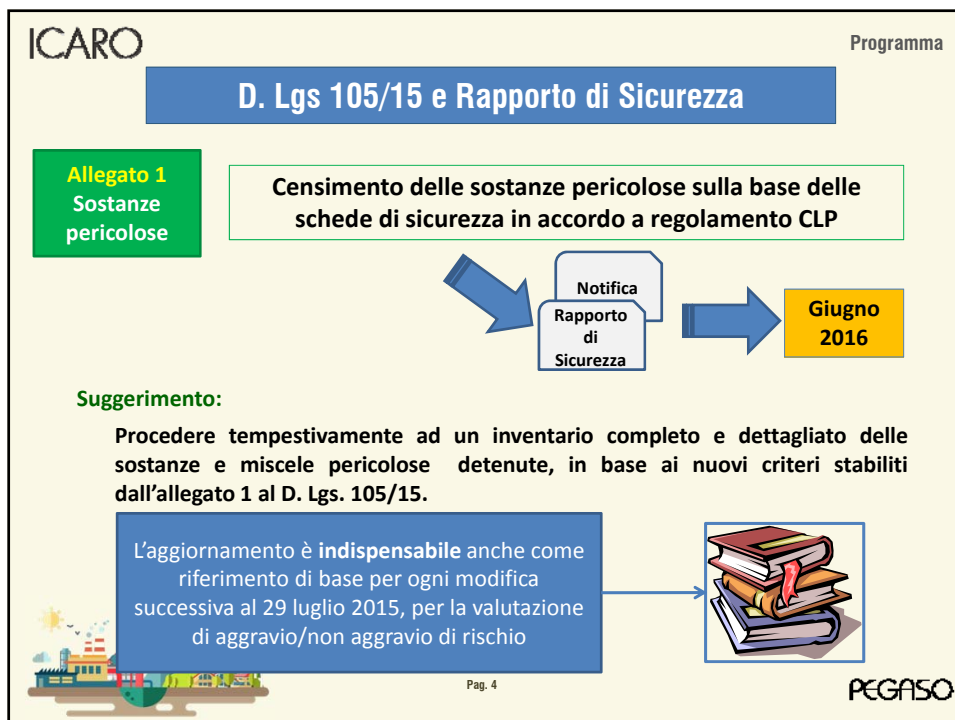 ICARO
Programma
D. Lgs 105/15 e Rapporto di Sicurezza
Allegato 1
Sostanze
pericolose
Censimento delle sostanze pericolose sulla base delle
schede di sicurezza in accordo a regolamento CLP
Notifica
Rapporto
di
Sicurezza
Giugno
2016
Suggerimento:
Procedere tempestivamente ad un inventario completo e dettagliato delle
sostanze e miscele pericolose detenute, in base ai nuovi criteri stabiliti
dall'allegato 1 al D. Lgs. 105/15.
L'aggiornamento è indispensabile anche come
riferimento di base per ogni modifica
successiva al 29 luglio 2015, per la valutazione
di aggravio/non aggravio di rischio
Pag. 4
PEGASO